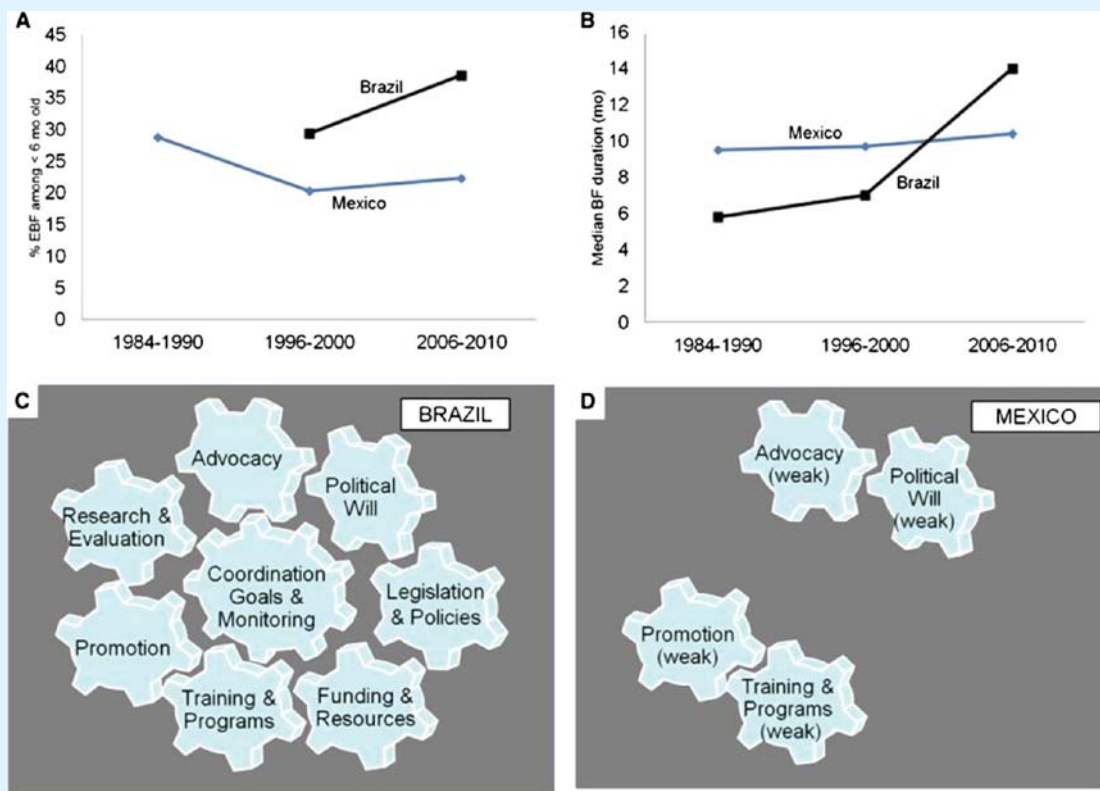 A
45
40
35
30
25
20
15
10
5
0
% EBF among < 6 mo old
Brazil
Mexico
1984-1990
1996-2000
2006-2010
B
16
14
12
10
8
6
4
2
0
Median BF duration (mo)
Mexico
Brazil
1984-1990
1996-2000
2006-2010
C
BRAZIL
Advocacy
Political
Will
Research &
Evaluation
Coordination
Goals &
Monitoring
Legislation
& Policies
Promotion
Training &
Programs
Funding &
Resources
D
MEXICO
Advocacy
(weak)
Political
Will
(weak)
Promotion
(weak)
Training &
Programs
(weak)